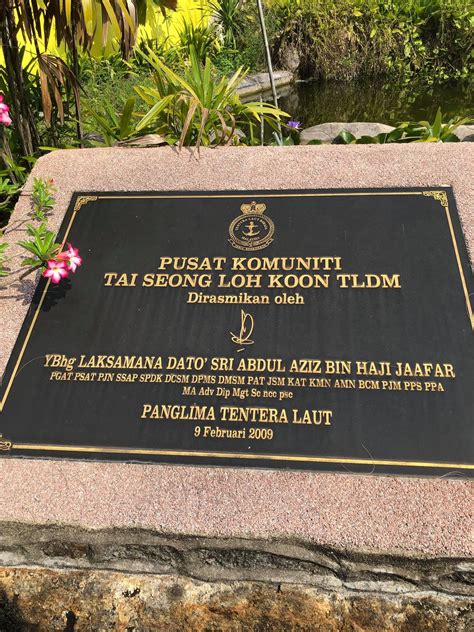 PUSAT KOMUNITI
TAI SEONG LOH KOON TLDM
Dirasmikan oleh
YBhg LAKSAMANA DATO' SRI ABDUL AZIZ BIN HAJI JAAFAR
PGAT PSAT PJN SSAP SPDK DCSM DPMS DMSM PAT JSM KAT KMN AMN BCM PJM PPS PPA
MA Adv Dip Mgt Sc ncc psc
PANGLIMA TENTERA LAUT
9 Februari 2009